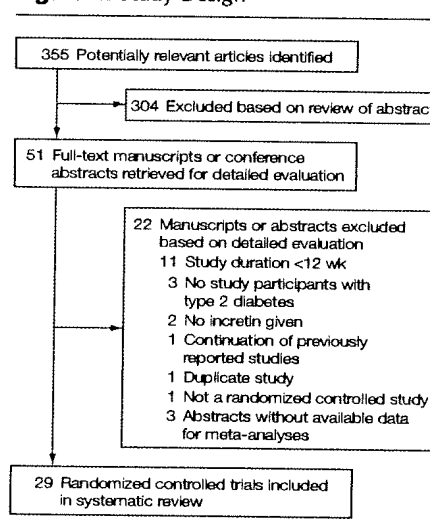 Study Design
355 Potentially relevant articles identified
304 Excluded based on review of abstract
51 Full-text manuscripts or conference
abstracts retrieved for detailed evaluation
22 Manuscripts or abstracts excluded
based on detailed evaluation
11 Study duration <12 wk
3 No study participants with
type 2 diabetes
2 No incretin given
1 Continuation of previously
reported studies
1 Duplicate study
1 Not a randomized controlled study
3 Abstracts without available data
for meta-analyses
29 Randomized controlled trials included
in systematic review